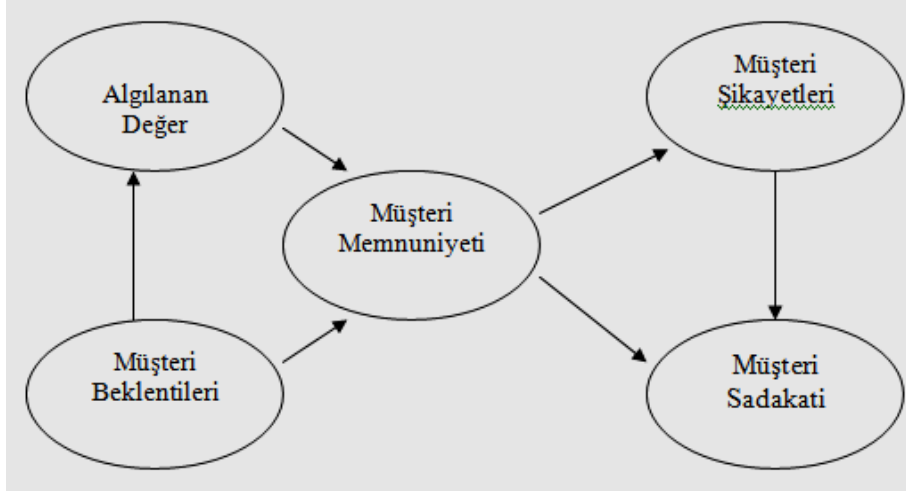 Algılanan
Değer
Müşteri
Şikayetleri
Müşteri
Memnuniyeti
Müşteri
Beklentileri
Müşteri
Sadakati